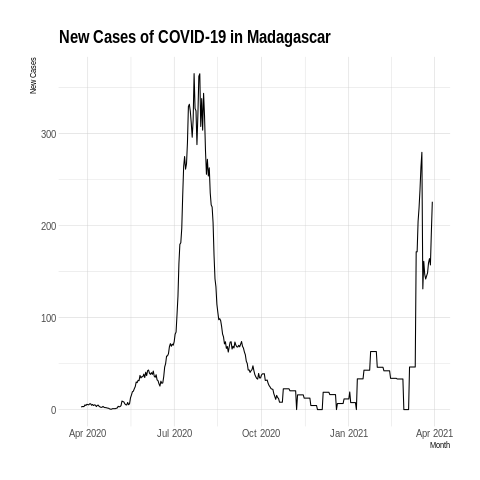 New Cases of COVID-19 in Madagascar
New Cases
300
200
100
0
Apr 2020 Jul 2020 Oct 2020 Jan 2021 Apr 2021
Month